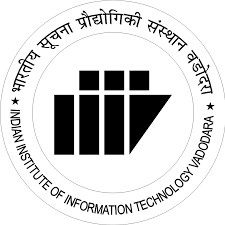 भारतीय सूचना प्रौद्योगिकी संस्थान वडोदरा
INDIAN INSTITUTE OF INFORMATION TECHNOLOGY VADODARA